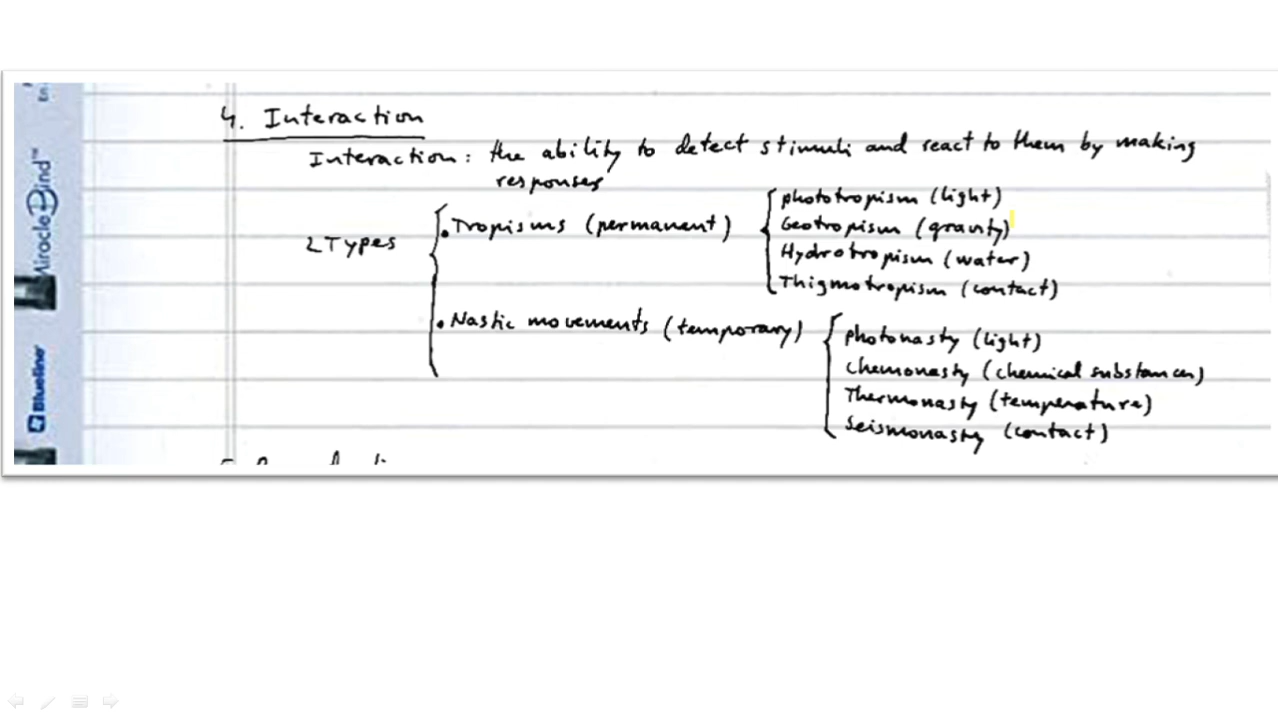 4. Interaction
Interaction: the ability to detect stimuli and react to them by making
responses
2 Types
• Tropisms (permanent)
phototropism (light)
Geotropism (gravity)
Hydrotropism (water)
Thigmotropism (contact)
• Nastic movements (temporary)
photonasty (light)
chemonasty (chemical substances)
Thermonasty (temperature)
Seismonasty (contact)
MiracleBind™
Blueline